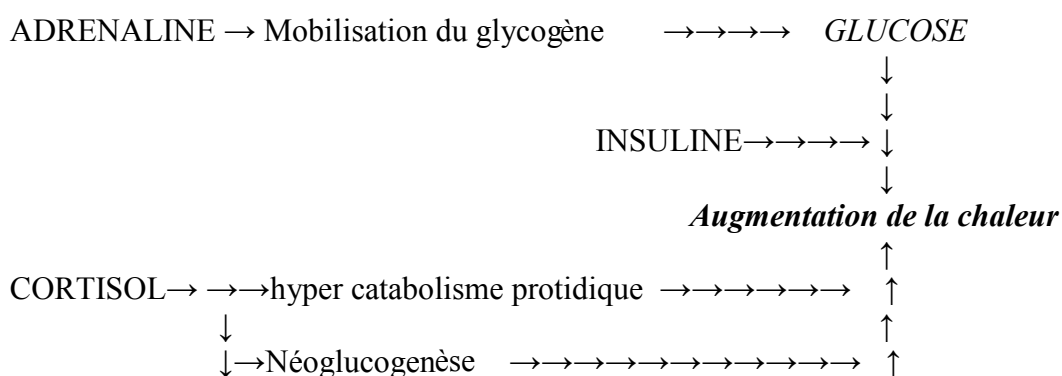 ADRENALINE → Mobilisation du glycogène →→→→ GLUCOSE
↓
↓
INSULINE→→→→ ↓
↓
Augmentation de la chaleur
↑
CORTISOL→ →→hyper catabolisme protidique →→→→→→ ↑
↓ ↑
↓→Néoglucogenèse →→→→→→→→→→→ ↑